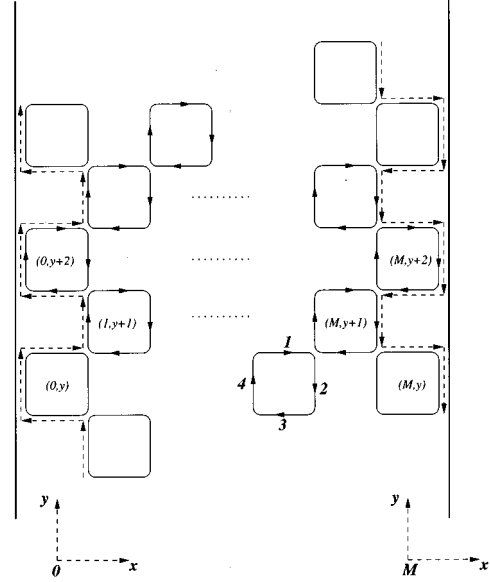 (0,y+2)
(M,y+2)
(1,y+1)
(M,y+1)
1
4
2
3
(0,y)
(M,y)
y
y
0
x
M
x